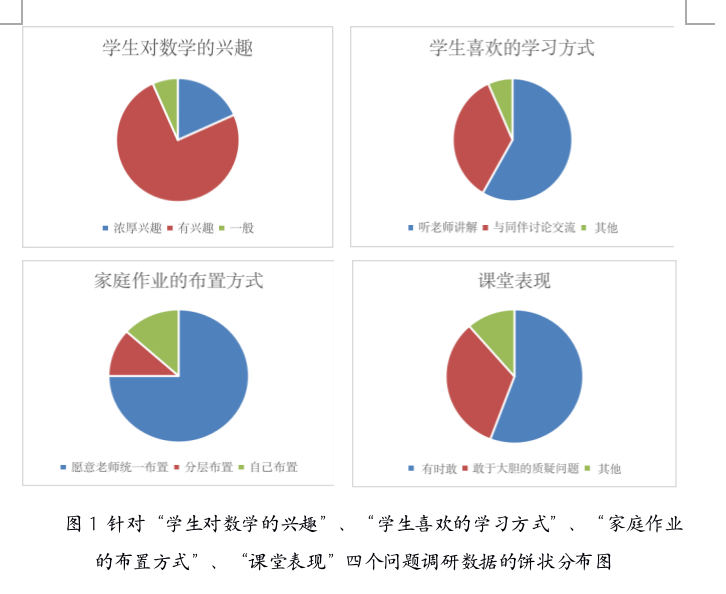 学生对数学的兴趣
浓厚兴趣 有兴趣 一般
学生喜欢的学习方式
听老师讲解 与同伴讨论交流 其他
家庭作业的布置方式
愿意老师统一布置 分层布置 自己布置
课堂表现
有时敢 敢于大胆的质疑问题 其他
图 1 针对“学生对数学的兴趣”、“学生喜欢的学习方式”、“家庭作业
的布置方式”、“课堂表现”四个问题调研数据的饼状分布图